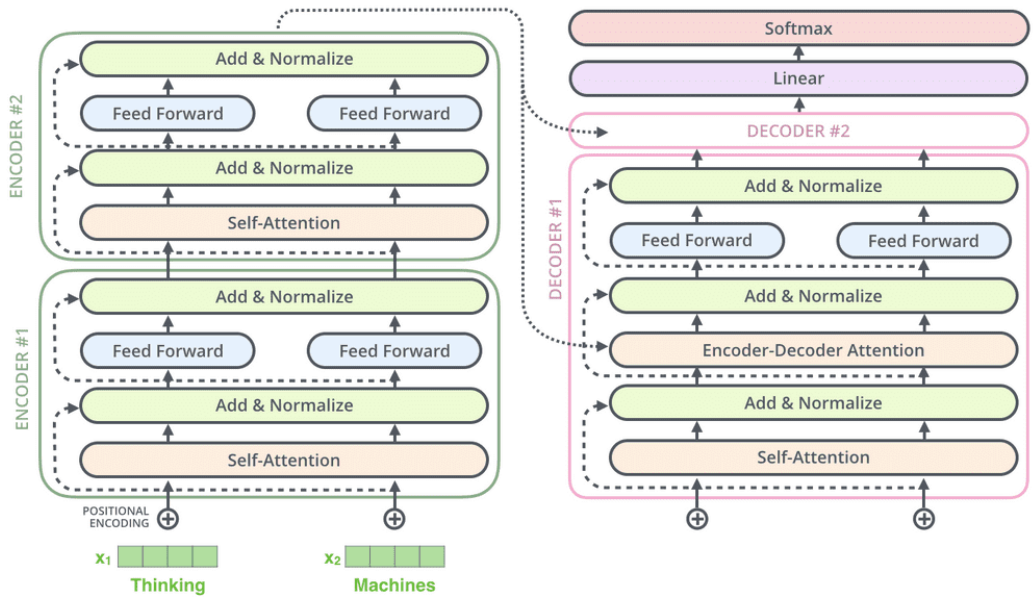 ENCODER #2
Add & Normalize
Feed Forward
Feed Forward
Add & Normalize
Self-Attention
ENCODER #1
Add & Normalize
Feed Forward
Feed Forward
Add & Normalize
Self-Attention
POSITIONAL
ENCODING
x1
x2
Thinking
Machines
Softmax
Linear
DECODER #2
DECODER #1
Add & Normalize
Feed Forward
Feed Forward
Add & Normalize
Encoder-Decoder Attention
Add & Normalize
Self-Attention